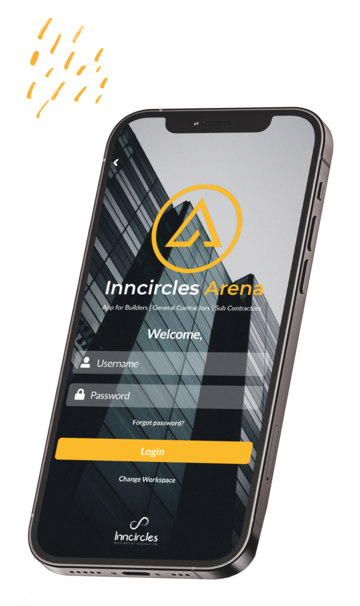 Inncircles Arena
App for Builders | General Contractors | Sub Contractors
Welcome,
Username
Password
Forgot password?
Login
Change Workspace
Inncircles